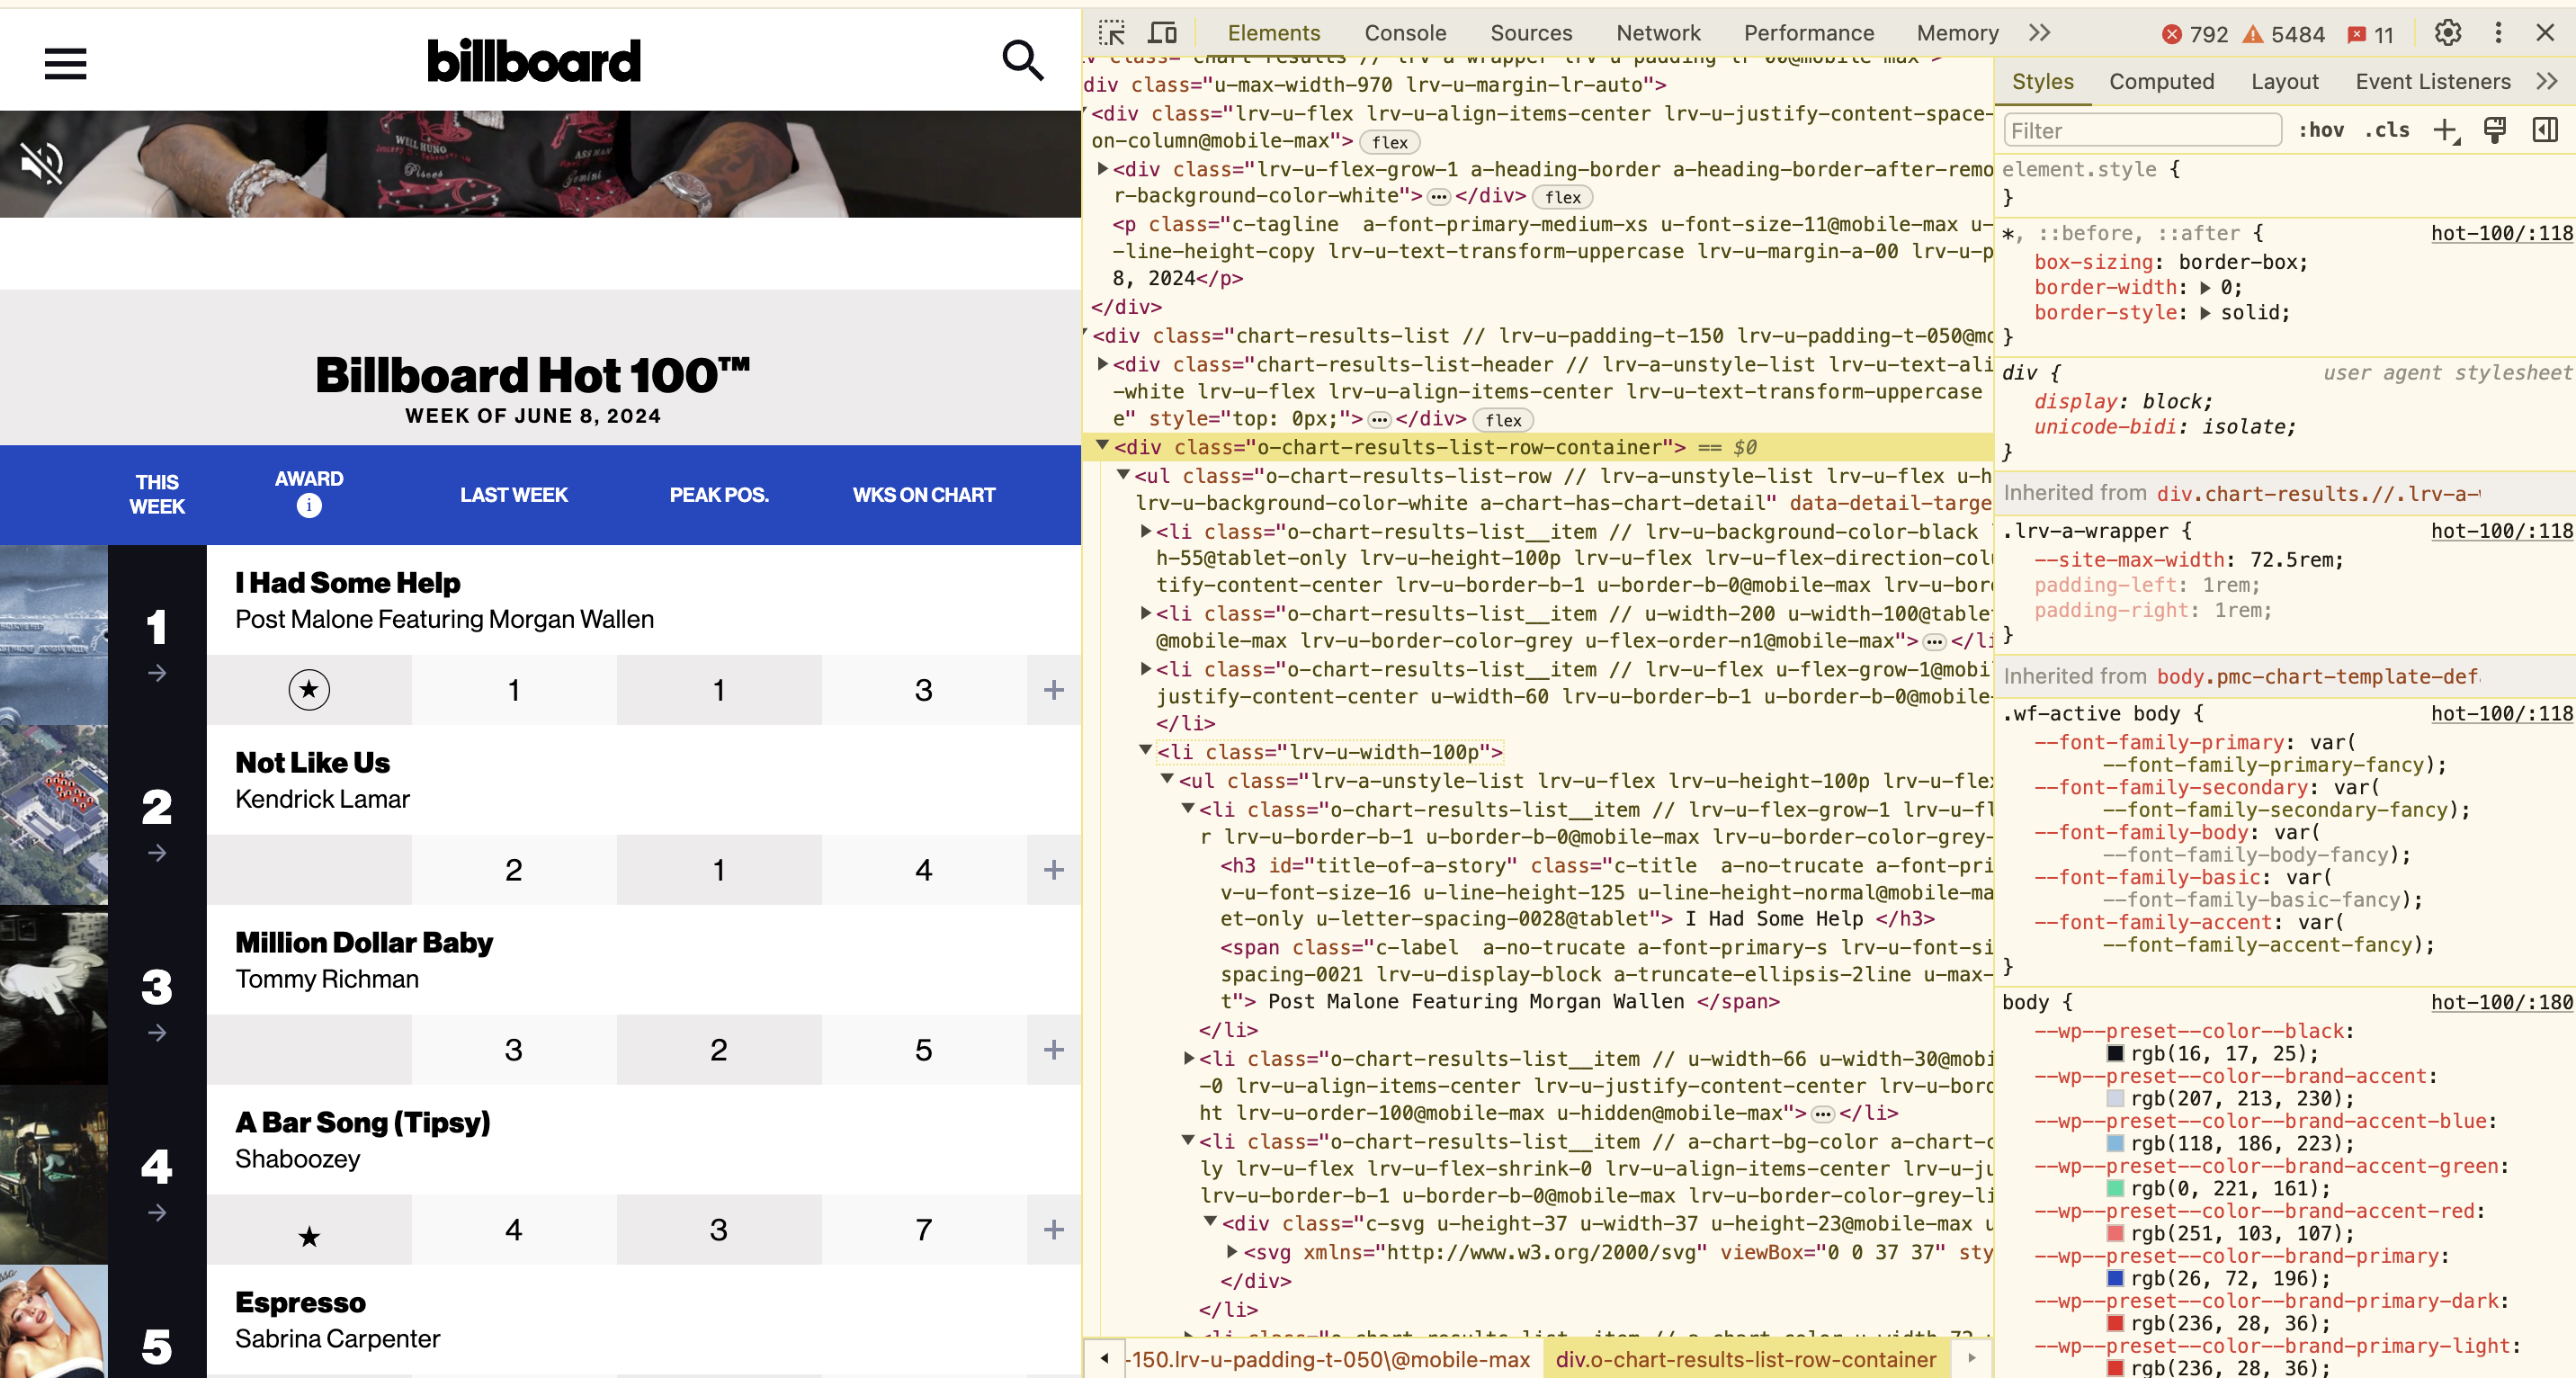 billboard
WELL HUNG
Pisces
ASS MAN
Gemini
Billboard Hot 100™
WEEK OF JUNE 8, 2024
THIS WEEK
AWARD
i
LAST WEEK
PEAK POS.
WKS ON CHART
1
I Had Some Help
Post Malone Featuring Morgan Wallen
1 1 3 +
2
Not Like Us
Kendrick Lamar
2 1 4 +
3
Million Dollar Baby
Tommy Richman
3 2 5 +
4
A Bar Song (Tipsy)
Shaboozey
4 3 7 +
5
Espresso
Sabrina Carpenter
Elements Console Sources Network Performance Memory 792 5484 11
div class="u-max-width-970 lrv-u-margin-lr-auto">
<div class="lrv-u-flex lrv-u-align-items-center lrv-u-justify-content-space-
on-column@mobile-max"> flex
<div class="lrv-u-flex-grow-1 a-heading-border a-heading-border-after-remo
r-background-color-white"> ••• </div> flex
<p class="c-tagline  a-font-primary-medium-xs u-font-size-11@mobile-max u-
-line-height-copy lrv-u-text-transform-uppercase lrv-u-margin-a-00 lrv-u-p
8, 2024</p>
</div>
<div class="chart-results-list // lrv-u-padding-t-150 lrv-u-padding-t-050@mo
<div class="chart-results-list-header // lrv-a-unstyle-list lrv-u-text-ali
-white lrv-u-flex lrv-u-align-items-center lrv-u-text-transform-uppercase
e" style="top: 0px;"> ••• </div> flex
<div class="o-chart-results-list-row-container"> == $0
<ul class="o-chart-results-list-row // lrv-a-unstyle-list lrv-u-flex u-h
lrv-u-background-color-white a-chart-has-chart-detail" data-detail-targe
<li class="o-chart-results-list__item // lrv-u-background-color-black
h-55@tablet-only lrv-u-height-100p lrv-u-flex lrv-u-flex-direction-col
tify-content-center lrv-u-border-b-1 u-border-b-0@mobile-max lrv-u-bor
<li class="o-chart-results-list__item // u-width-200 u-width-100@tablet
@mobile-max lrv-u-border-color-grey u-flex-order-n1@mobile-max"> ••• </li
<li class="o-chart-results-list__item // lrv-u-flex u-flex-grow-1@mobi
justify-content-center u-width-60 lrv-u-border-b-1 u-border-b-0@mobile-
</li>
<li class="lrv-u-width-100p">
<ul class="lrv-a-unstyle-list lrv-u-flex lrv-u-height-100p lrv-u-flex
<li class="o-chart-results-list__item // lrv-u-flex-grow-1 lrv-u-fl
r lrv-u-border-b-1 u-border-b-0@mobile-max lrv-u-border-color-grey-
<h3 id="title-of-a-story" class="c-title  a-no-trucate a-font-pri
v-u-font-size-16 u-line-height-125 u-line-height-normal@mobile-ma
et-only u-letter-spacing-0028@tablet"> I Had Some Help </h3>
<span class="c-label  a-no-trucate a-font-primary-s lrv-u-font-si
spacing-0021 lrv-u-display-block a-truncate-ellipsis-2line u-max-
t"> Post Malone Featuring Morgan Wallen </span>
</li>
<li class="o-chart-results-list__item // u-width-66 u-width-30@mobi
-0 lrv-u-align-items-center lrv-u-justify-content-center lrv-u-bord
ht lrv-u-order-100@mobile-max u-hidden@mobile-max"> ••• </li>
<li class="o-chart-results-list__item // a-chart-bg-color a-chart-c
ly lrv-u-flex lrv-u-flex-shrink-0 lrv-u-align-items-center lrv-u-ju
lrv-u-border-b-1 u-border-b-0@mobile-max lrv-u-border-color-grey-li
<div class="c-svg u-height-37 u-width-37 u-height-23@mobile-max u
<svg xmlns="http://www.w3.org/2000/svg" viewBox="0 0 37 37" sty
</div>
</li>
-150.lrv-u-padding-t-050\@mobile-max div.o-chart-results-list-row-container
Styles Computed Layout Event Listeners
Filter :hov .cls
element.style {
}
*, ::before, ::after { hot-100/:118
box-sizing: border-box;
border-width: 0;
border-style: solid;
}
div { user agent stylesheet
display: block;
unicode-bidi: isolate;
}
Inherited from div.chart-results.//.lrv-a-
.lrv-a-wrapper { hot-100/:118
--site-max-width: 72.5rem;
padding-left: 1rem;
padding-right: 1rem;
}
Inherited from body.pmc-chart-template-def
.wf-active body { hot-100/:118
--font-family-primary: var(
--font-family-primary-fancy);
--font-family-secondary: var(
--font-family-secondary-fancy);
--font-family-body: var(
--font-family-body-fancy);
--font-family-basic: var(
--font-family-basic-fancy);
--font-family-accent: var(
--font-family-accent-fancy);
}
body { hot-100/:180
--wp--preset--color--black:
rgb(16, 17, 25);
--wp--preset--color--brand-accent:
rgb(207, 213, 230);
--wp--preset--color--brand-accent-blue:
rgb(118, 186, 223);
--wp--preset--color--brand-accent-green:
rgb(0, 221, 161);
--wp--preset--color--brand-accent-red:
rgb(251, 103, 107);
--wp--preset--color--brand-primary:
rgb(26, 72, 196);
--wp--preset--color--brand-primary-dark:
rgb(236, 28, 36);
--wp--preset--color--brand-primary-light:
rgb(236, 28, 36);